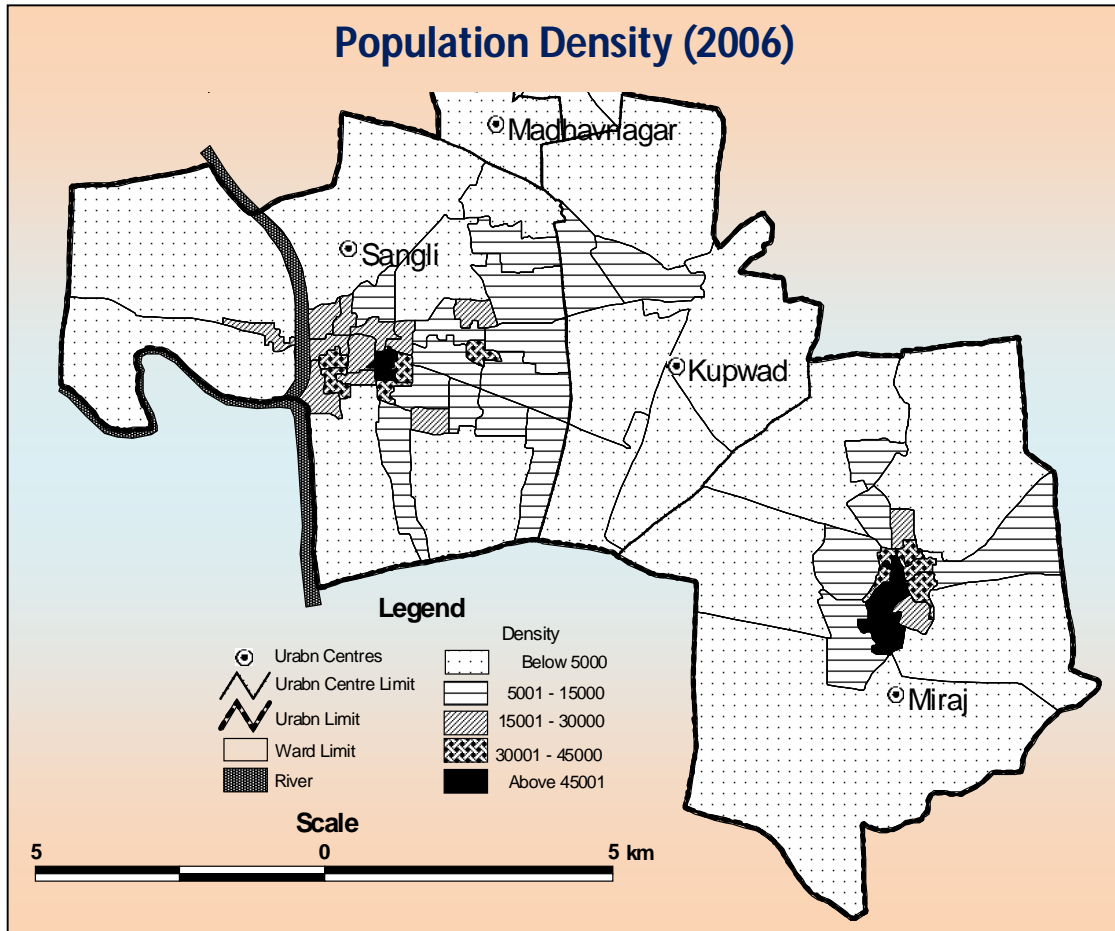 Population Density (2006)
Madhavnagar
Sangli
Kupwad
Miraj
Legend
Urabn Centres
Urabn Centre Limit
Urabn Limit
Ward Limit
River
Density
Below 5000
5001 - 15000
15001 - 30000
30001 - 45000
Above 45001
Scale
5 0 5 km